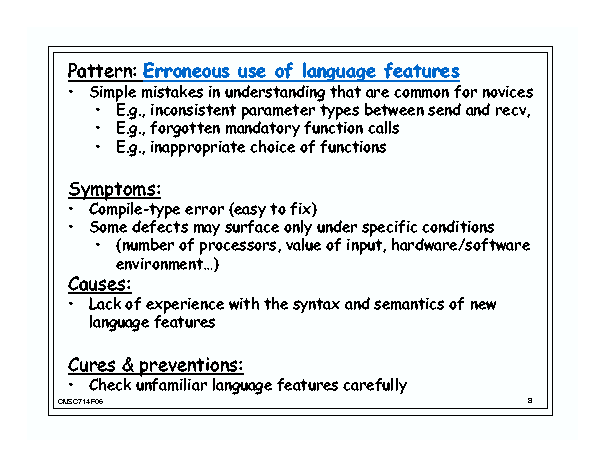 Pattern: Erroneous use of language features
• Simple mistakes in understanding that are common for novices
• E.g., inconsistent parameter types between send and recv,
• E.g., forgotten mandatory function calls
• E.g., inappropriate choice of functions
Symptoms:
• Compile-type error (easy to fix)
• Some defects may surface only under specific conditions
• (number of processors, value of input, hardware/software
environment…)
Causes:
• Lack of experience with the syntax and semantics of new
language features
Cures & preventions:
• Check unfamiliar language features carefully
CMSC714F06
8